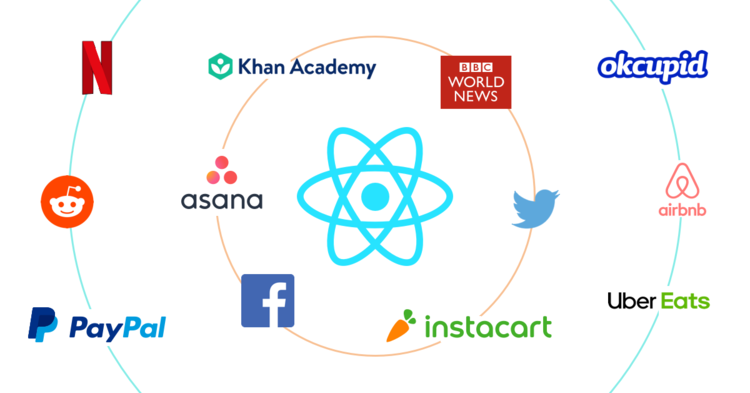 Khan Academy
BBC
WORLD
NEWS
okcupid
asana
airbnb
PayPal
instacart
Uber Eats